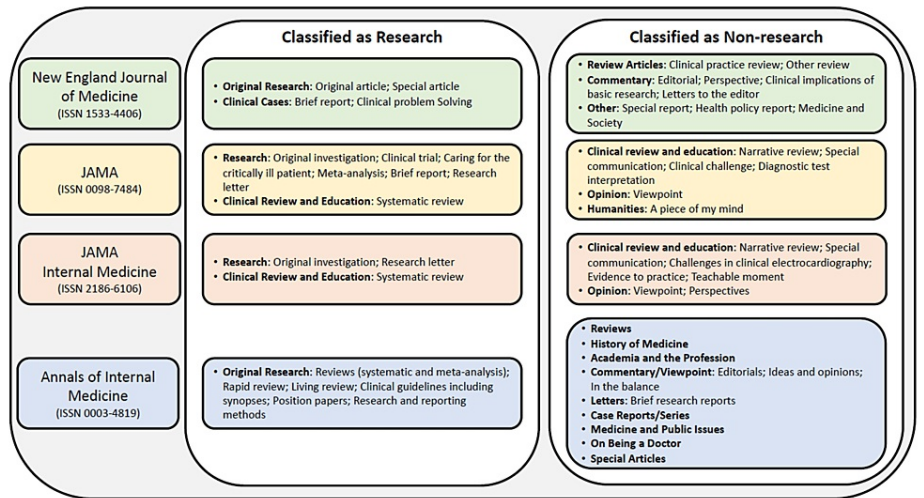 Classified as Research
Classified as Non-research
New England Journal
of Medicine
(ISSN 1533-4406)
• Original Research: Original article; Special article
• Clinical Cases: Brief report; Clinical problem Solving
• Review Articles: Clinical practice review; Other review
• Commentary: Editorial; Perspective; Clinical implications of
basic research; Letters to the editor
• Other: Special report; Health policy report; Medicine and
Society
JAMA
(ISSN 0098-7484)
• Research: Original investigation; Clinical trial; Caring for the
critically ill patient; Meta-analysis; Brief report; Research
letter
• Clinical Review and Education: Systematic review
• Clinical review and education: Narrative review; Special
communication; Clinical challenge; Diagnostic test
interpretation
• Opinion: Viewpoint
• Humanities: A piece of my mind
JAMA
Internal Medicine
(ISSN 2186-6106)
• Research: Original investigation; Research letter
• Clinical Review and Education: Systematic review
• Clinical review and education: Narrative review; Special
communication; Challenges in clinical electrocardiography;
Evidence to practice; Teachable moment
• Opinion: Viewpoint; Perspectives
Annals of Internal
Medicine
(ISSN 0003-4819)
• Original Research: Reviews (systematic and meta-analysis);
Rapid review; Living review; Clinical guidelines including
synopses; Position papers; Research and reporting
methods
• Reviews
• History of Medicine
• Academia and the Profession
• Commentary/Viewpoint: Editorials; Ideas and opinions;
In the balance
• Letters: Brief research reports
• Case Reports/Series
• Medicine and Public Issues
• On Being a Doctor
• Special Articles